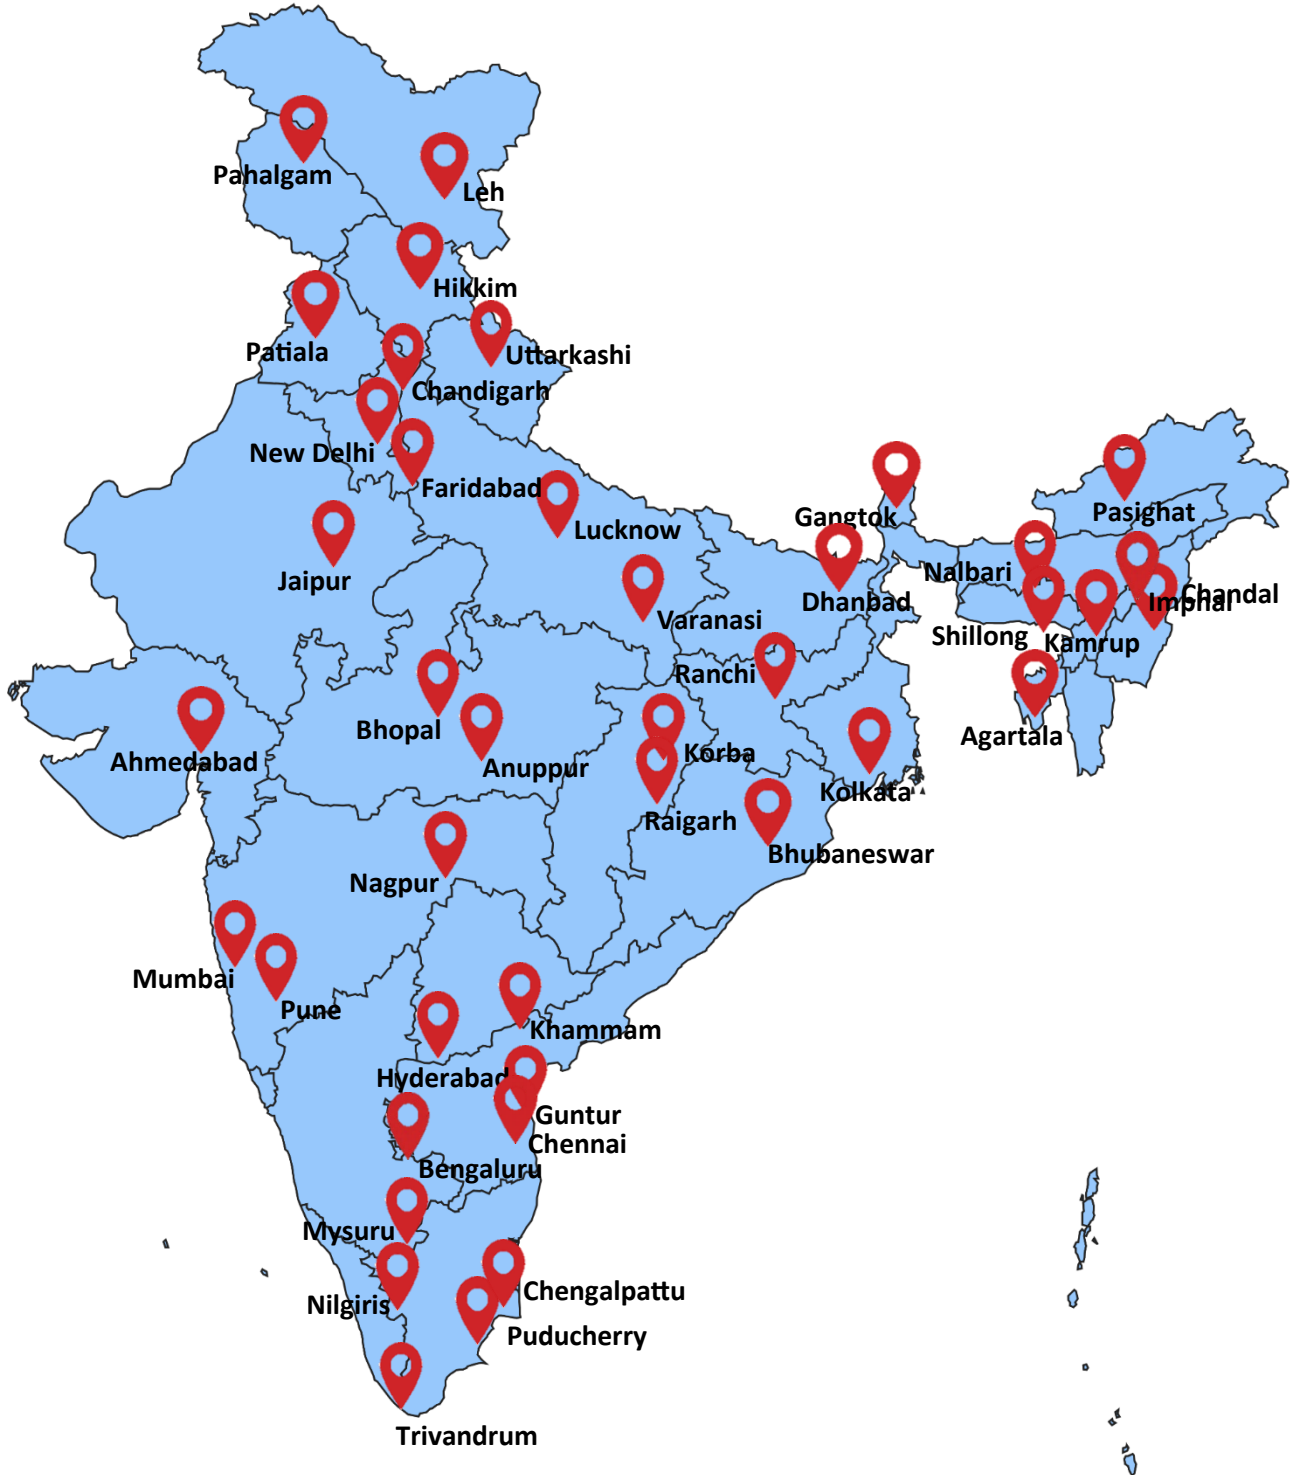 Pahalgam
Leh
Hikkim
Patiala
Uttarkashi
Chandigarh
New Delhi
Faridabad
Lucknow
Gangtok
Pasighat
Jaipur
Nalbari
Chandal
Imphal
Dhanbad
Varanasi
Shillong
Kamrup
Ranchi
Bhopal
Agartala
Korba
Ahmedabad
Anuppur
Kolkata
Raigarh
Bhubaneswar
Nagpur
Mumbai
Pune
Khammam
Hyderabad
Guntur
Chennai
Bengaluru
Mysuru
Chengalpattu
Nilgiris
Puducherry
Trivandrum